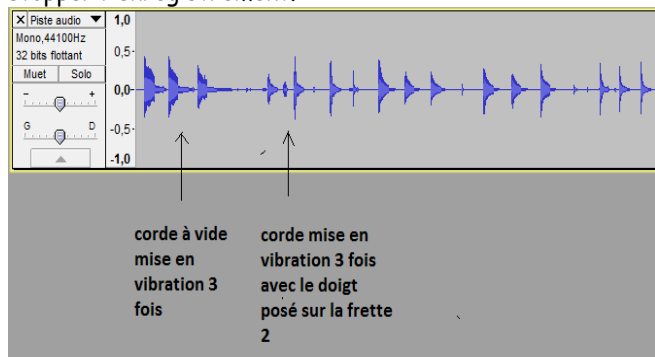 stopper l'enregistrement.
X Piste audio ▼
1,0
Mono,44100Hz
32 bits flottant
0,5
Muet Solo
- +
0,0
G D
-0,5
-1,0
corde à vide
mise en
vibration 3
fois
corde mise en
vibration 3 fois
avec le doigt
posé sur la frette
2